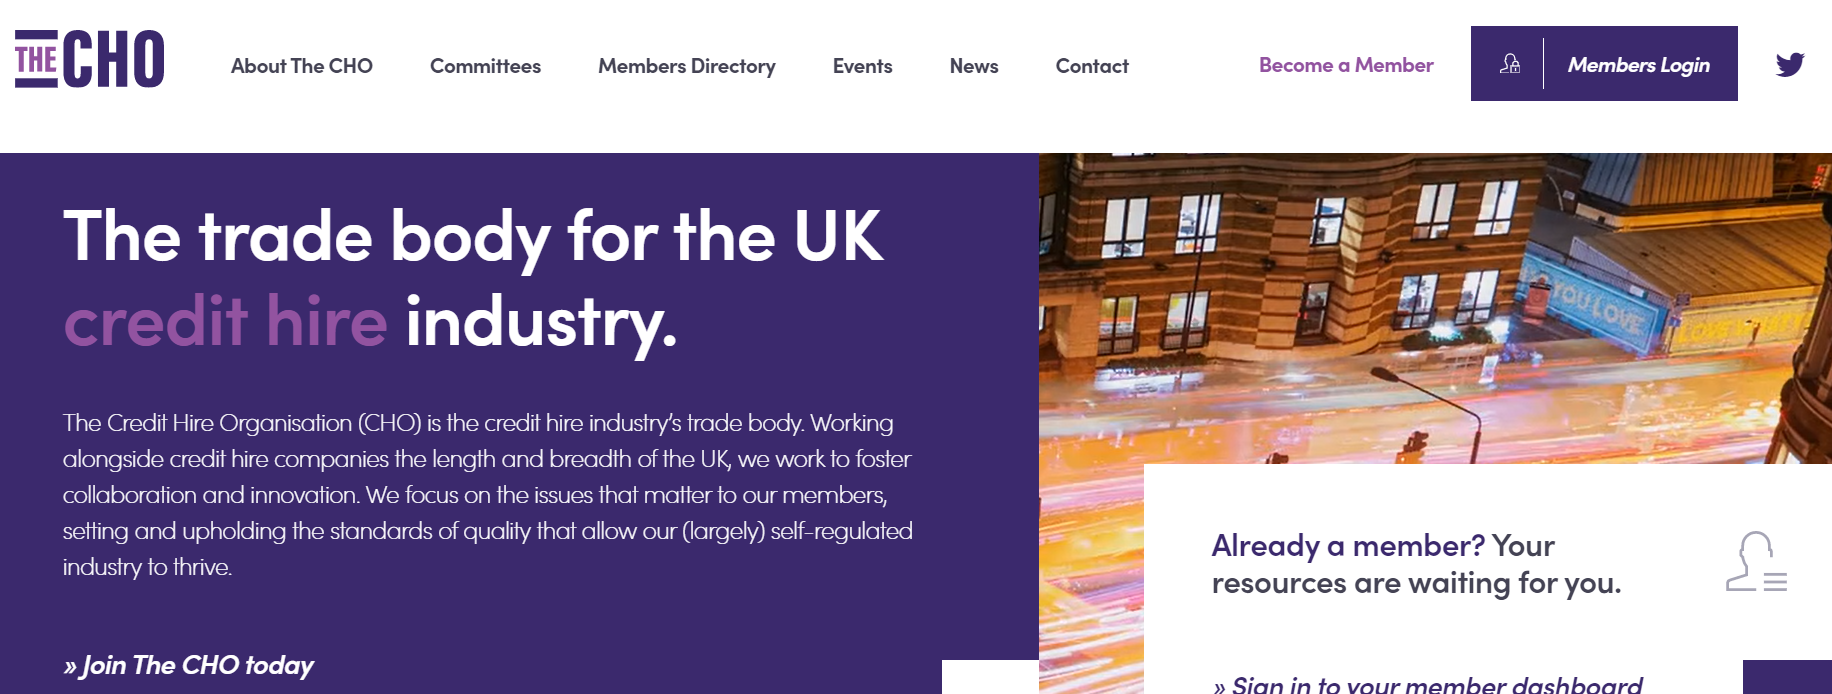 THE CHO
About The CHO
Committees
Members Directory
Events
News
Contact
Become a Member
Members Login
The trade body for the UK
credit hire industry.
The Credit Hire Organisation (CHO) is the credit hire industry's trade body. Working
alongside credit hire companies the length and breadth of the UK, we work to foster
collaboration and innovation. We focus on the issues that matter to our members,
setting and upholding the standards of quality that allow our (largely) self-regulated
industry to thrive.
» Join The CHO today
YOU LOVE
LOVE WHAT
Already a member? Your
resources are waiting for you.
» Sign in to your member dashboard